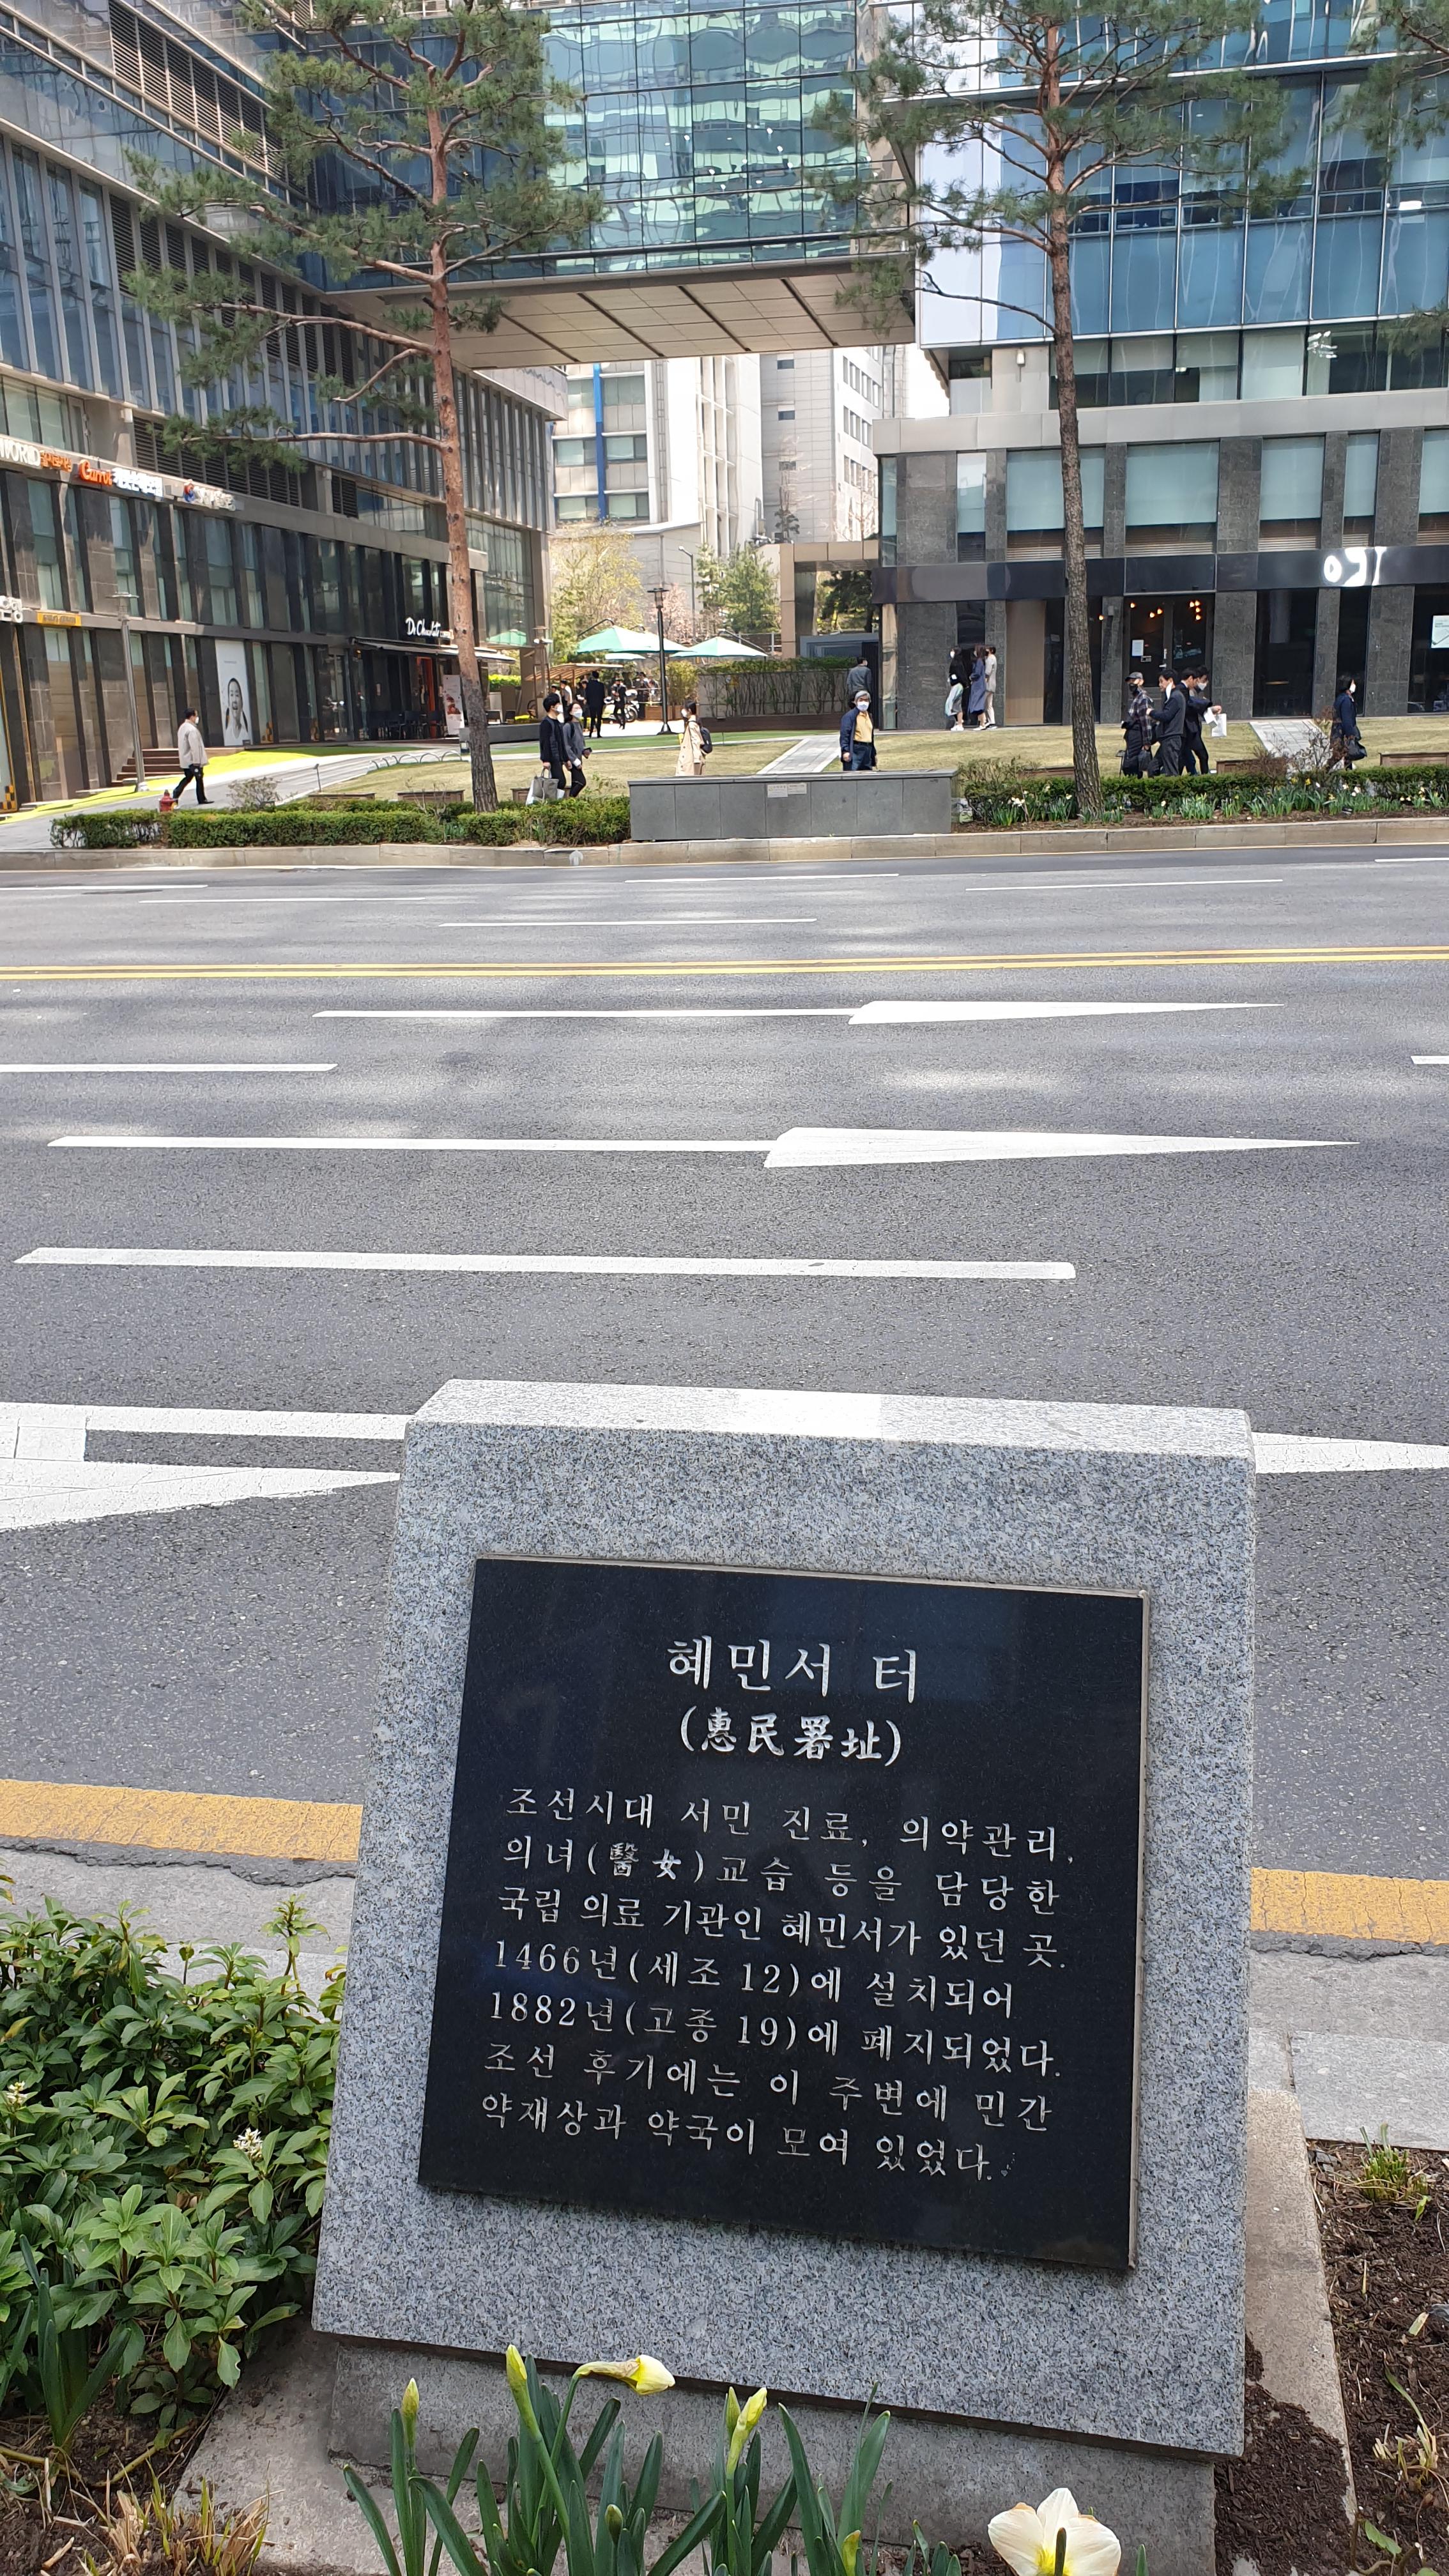 Carrot
Dr.Chocolat
혜민서 터
(惠民署址)
조선시대 서민 진료, 의약관리,
의녀(醫女)교습 등을 담당한
국립 의료 기관인 혜민서가 있던 곳.
1466년(세조 12)에 설치되어
1882년(고종 19)에 폐지되었다.
조선 후기에는 이 주변에 민간
약재상과 약국이 모여 있었다.